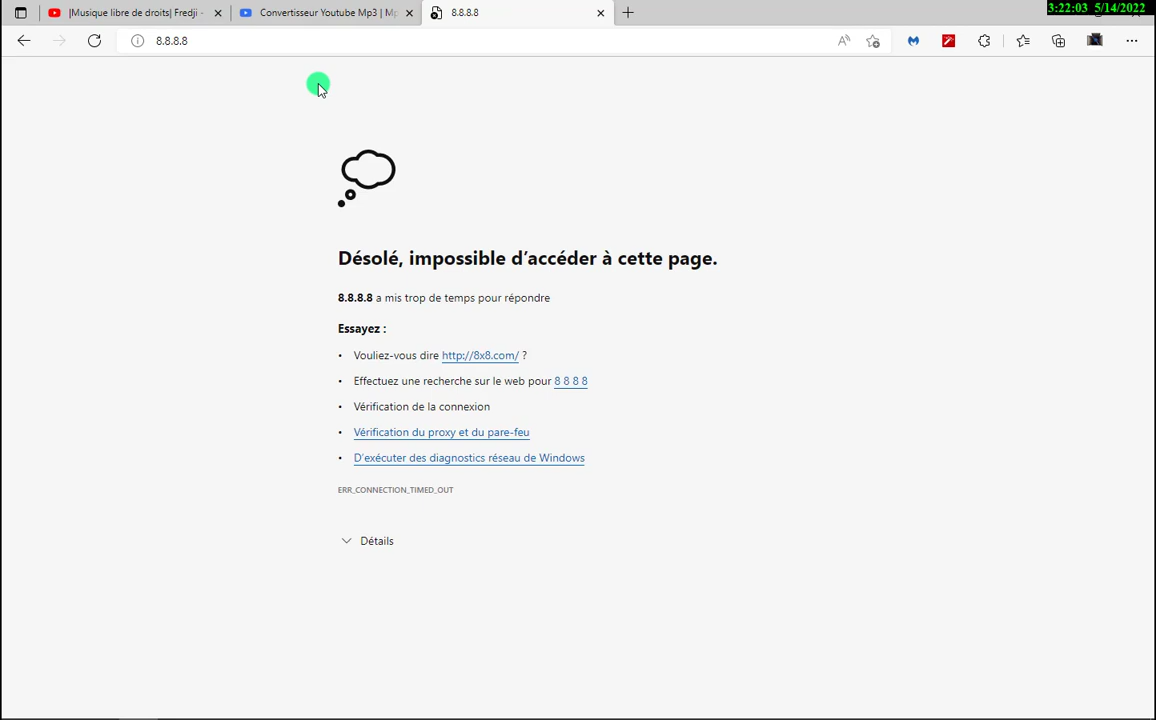 |Musique libre de droits| Fredji -
Convertisseur Youtube Mp3 | Mp
8.8.8.8
3:22:03 5/14/2022
8.8.8.8
Désolé, impossible d’accéder à cette page.
8.8.8.8 a mis trop de temps pour répondre
Essayez :
• Vouliez-vous dire http://8x8.com/ ?
• Effectuez une recherche sur le web pour 8 8 8 8
• Vérification de la connexion
• Vérification du proxy et du pare-feu
• D’exécuter des diagnostics réseau de Windows
ERR_CONNECTION_TIMED_OUT
Détails